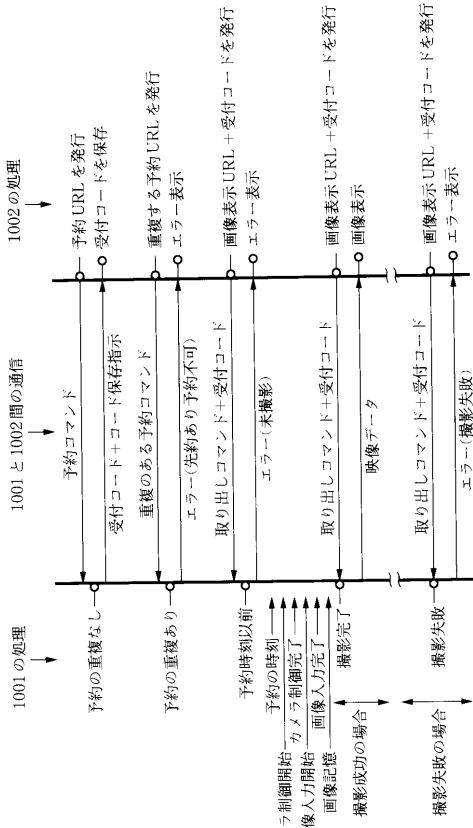 1001の処理
1001と1002間の通信
1002の処理
予約の重複なし
予約コマンド
予約URLを発行
受付コード+コード保存指示
受付コードを保存
予約の重複あり
重複のある予約コマンド
重複する予約URLを発行
エラー(先約あり予約不可)
エラー表示
予約時刻以前
取り出しコマンド+受付コード
画像表示URL+受付コードを発行
エラー(未撮影)
エラー表示
予約の時刻
ラ制御開始
カメラ制御完了
像入力開始
画像入力完了
画像記憶
撮影完了
取り出しコマンド+受付コード
画像表示URL+受付コードを発行
映像データ
画像表示
撮影成功の場合
撮影失敗
取り出しコマンド+受付コード
画像表示URL+受付コードを発行
エラー(撮影失敗)
エラー表示
撮影失敗の場合